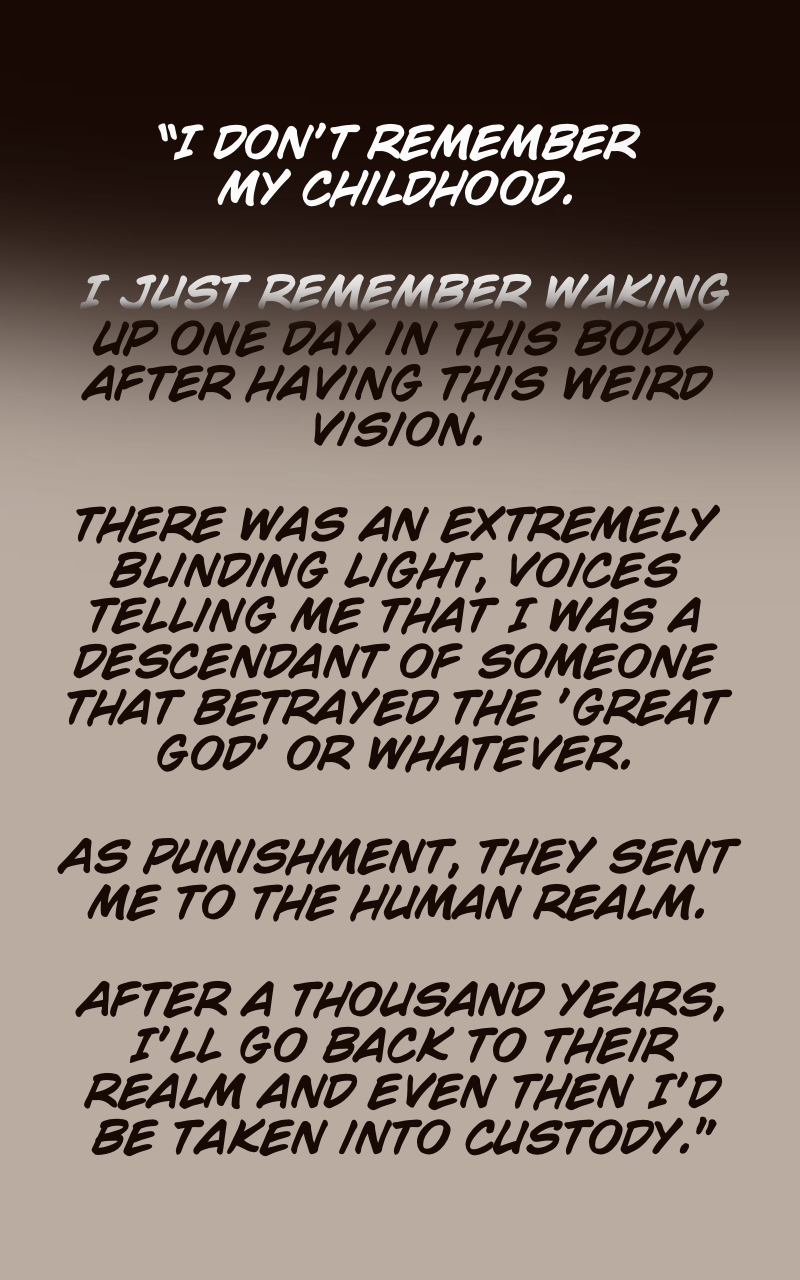 “I DON'T REMEMBER
MY CHILDHOOD.
I JUST REMEMBER WAKING
UP ONE DAY IN THIS BODY
AFTER HAVING THIS WEIRD
VISION.
THERE WAS AN EXTREMELY
BLINDING LIGHT, VOICES
TELLING ME THAT I WAS A
DESCENDANT OF SOMEONE
THAT BETRAYED THE 'GREAT
GOD' OR WHATEVER.
AS PUNISHMENT, THEY SENT
ME TO THE HUMAN REALM.
AFTER A THOUSAND YEARS,
I'LL GO BACK TO THEIR
REALM AND EVEN THEN I'D
BE TAKEN INTO CUSTODY.”